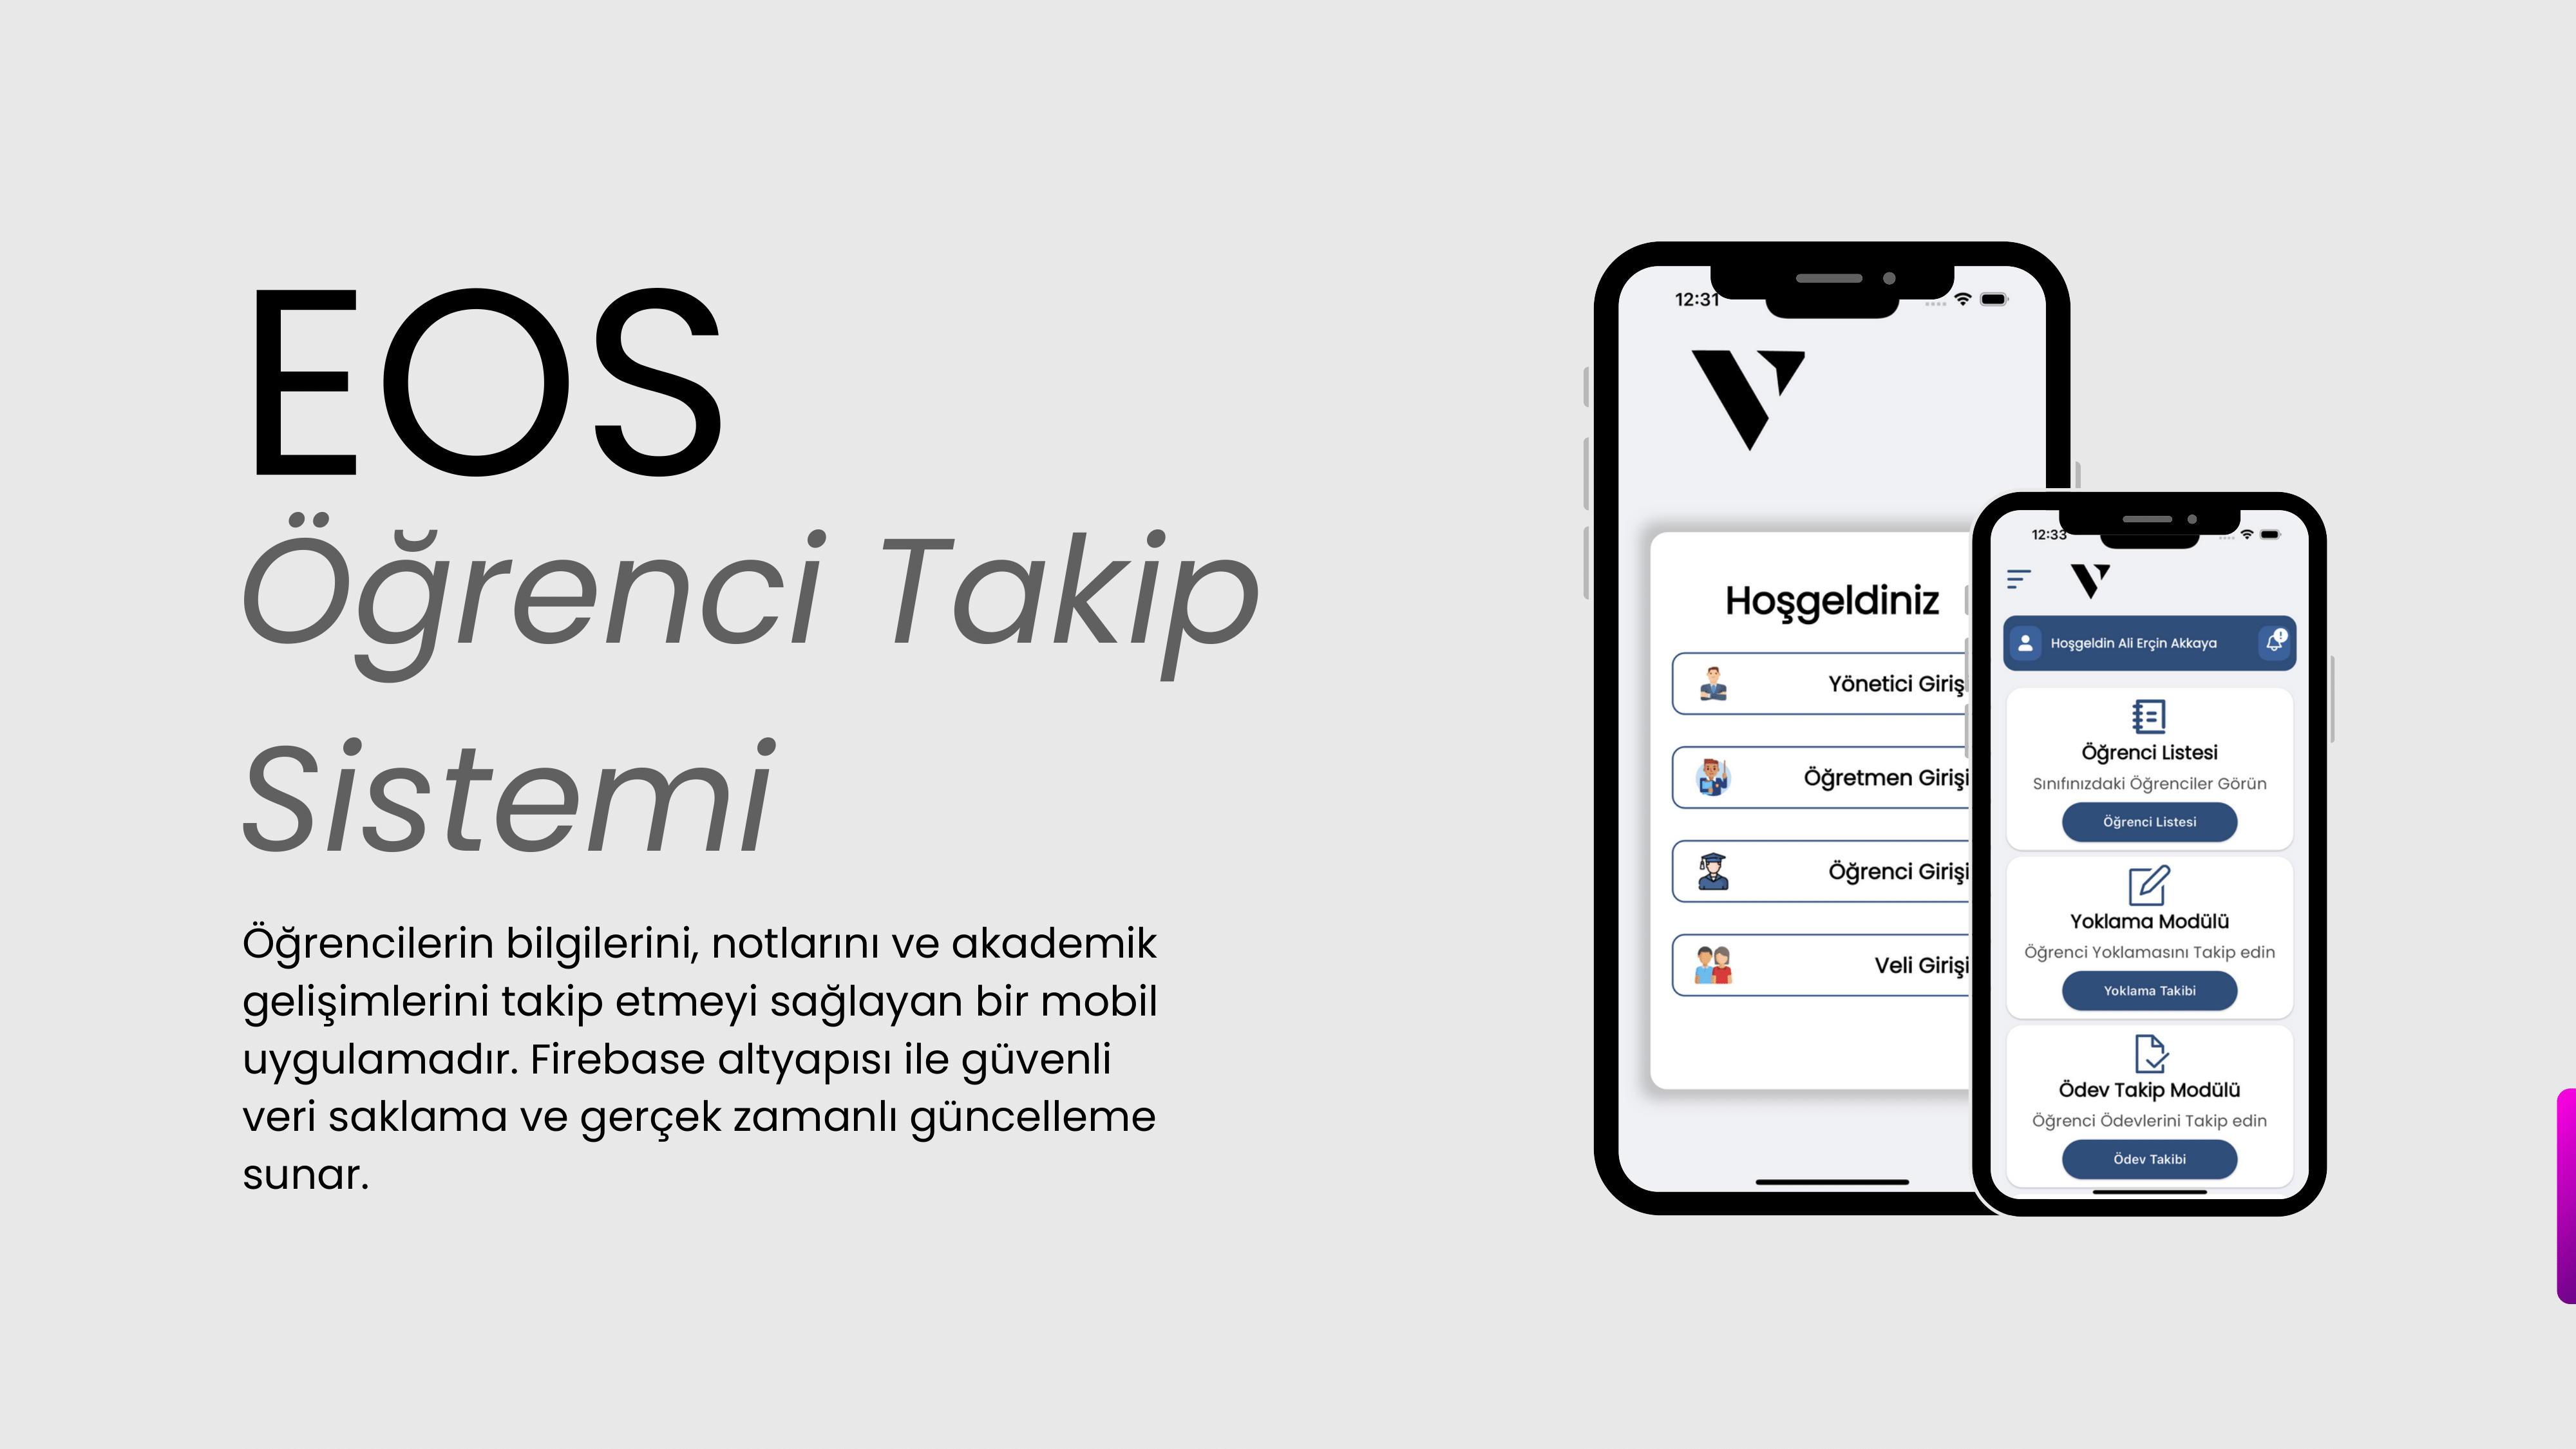 EOS
Öğrenci Takip
Sistemi
Öğrencilerin bilgilerini, notlarını ve akademik
gelişimlerini takip etmeyi sağlayan bir mobil
uygulamadır. Firebase altyapısı ile güvenli
veri saklama ve gerçek zamanlı güncelleme
sunar.
12:31
Hoşgeldiniz
Yönetici Giriş
Öğretmen Girişi
Öğrenci Girişi
Veli Girişi
12:33
Hoşgeldin Ali Erçin Akkaya
Öğrenci Listesi
Sınıfınızdaki Öğrenciler Görün
Öğrenci Listesi
Yoklama Modülü
Öğrenci Yoklamasını Takip edin
Yoklama Takibi
Ödev Takip Modülü
Öğrenci Ödevlerini Takip edin
Ödev Takibi